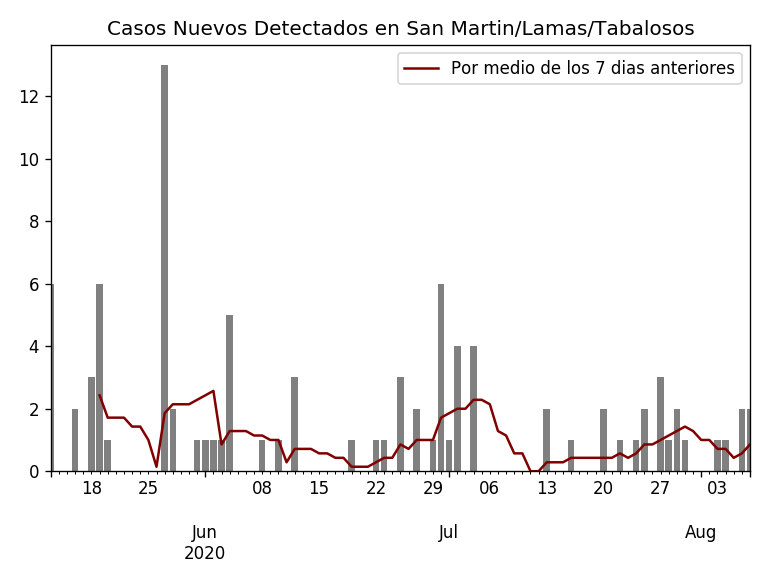 Casos Nuevos Detectados en San Martin/Lamas/Tabalosos
Por medio de los 7 dias anteriores
12
10
8
6
4
2
0
18 25 08 15 22 29 06 13 20 27 03
Jun Jul Aug
2020